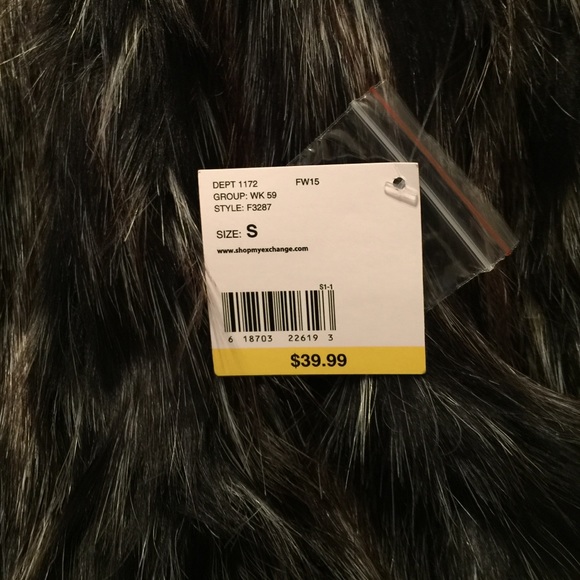 DEPT 1172 FW15
GROUP: WK 59
STYLE: F3287
SIZE: S
www.shopmyexchange.com
S1-1
6 18703 22619 3
$39.99